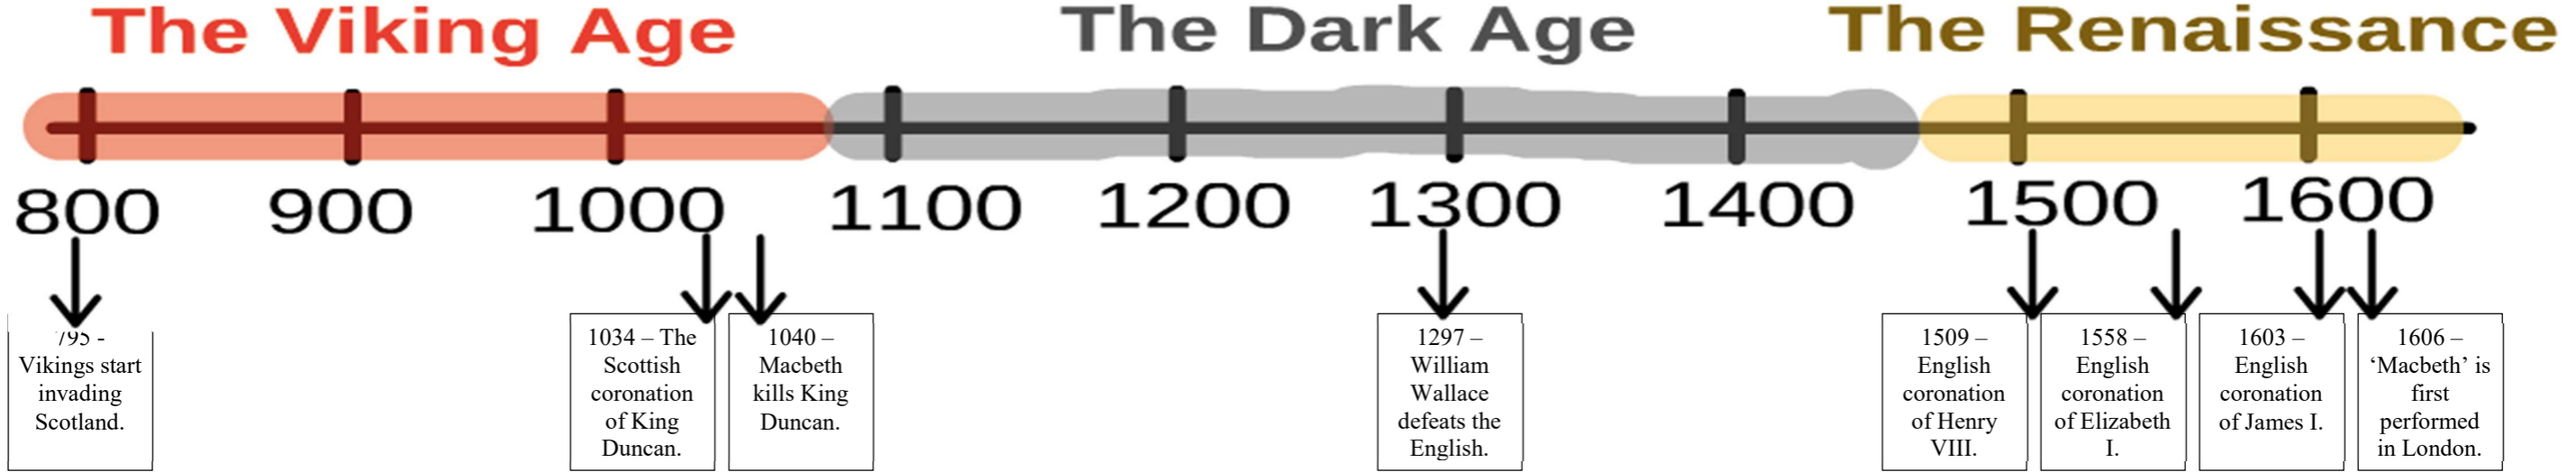 The Viking Age
The Dark Age
The Renaissance
800
900
1000
1100
1200
1300
1400
1500
1600
795 -
Vikings start
invading
Scotland.
1034 – The
Scottish
coronation
of King
Duncan.
1040 –
Macbeth
kills King
Duncan.
1297 –
William
Wallace
defeats the
English.
1509 –
English
coronation
of Henry
VIII.
1558 –
English
coronation
of Elizabeth
I.
1603 –
English
coronation
of James I.
1606 –
‘Macbeth’ is
first
performed
in London.